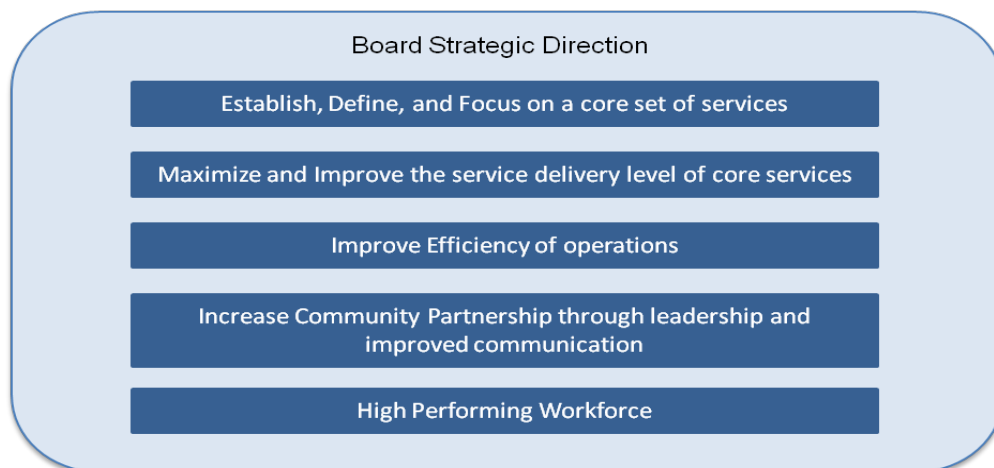 Board Strategic Direction
Establish, Define, and Focus on a core set of services
Maximize and Improve the service delivery level of core services
Improve Efficiency of operations
Increase Community Partnership through leadership and
improved communication
High Performing Workforce